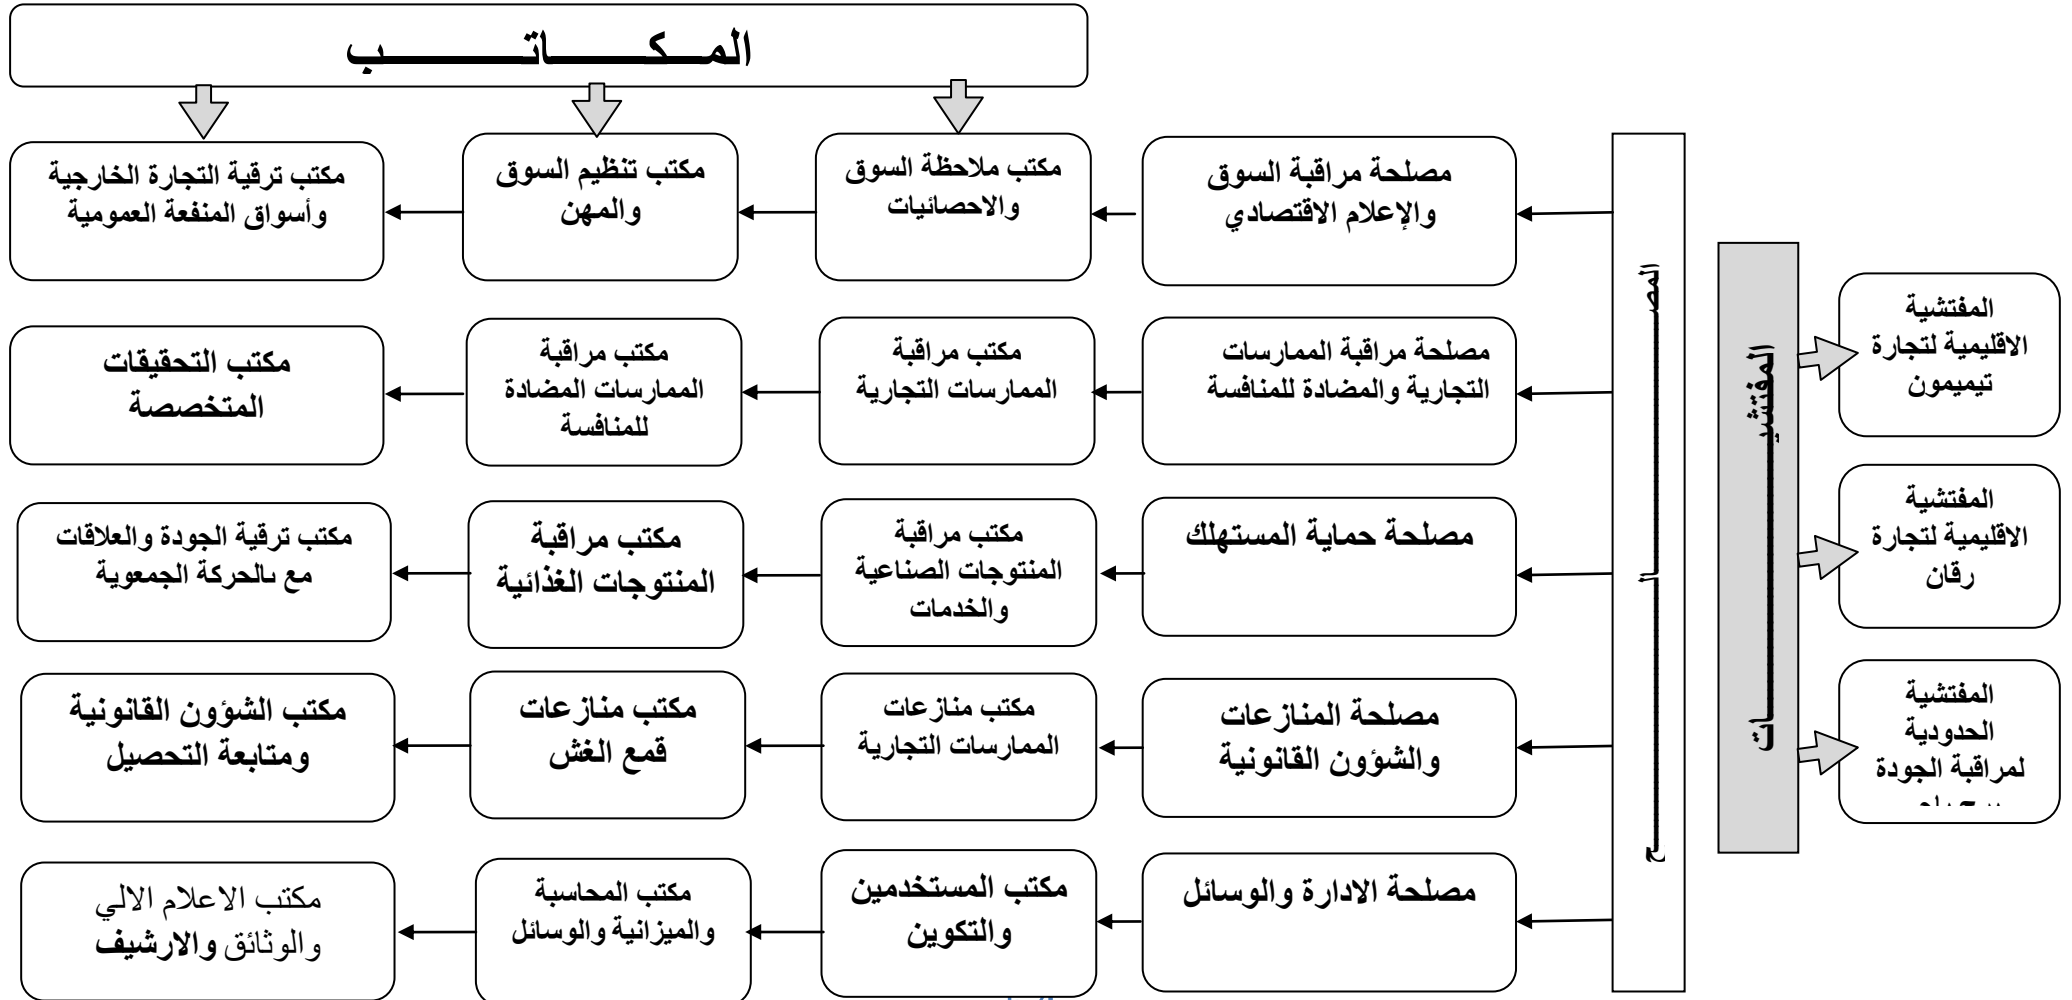 المكاتب
مكتب ترقية التجارة الخارجية
وأسواق المنفعة العمومية
مكتب تنظيم السوق
والمهن
مكتب ملاحظة السوق
والاحصائيات
مصلحة مراقبة السوق
والإعلام الاقتصادي
المصالح
المفتشيات
المفتشية
الاقليمية لتجارة
تيميمون
مكتب التحقيقات
المتخصصة
مكتب مراقبة
الممارسات المضادة
للمنافسة
مكتب مراقبة
الممارسات التجارية
مصلحة مراقبة الممارسات
التجارية والمضادة للمنافسة
المفتشية
الاقليمية لتجارة
رقان
مكتب ترقية الجودة والعلاقات
مع بالحركة الجمعوية
مكتب مراقبة
المنتوجات الغذائية
مكتب مراقبة
المنتوجات الصناعية
والخدمات
مصلحة حماية المستهلك
المفتشية
الحدودية
لمراقبة الجودة
مكتب الشؤون القانونية
ومتابعة التحصيل
مكتب منازعات
قمع الغش
مكتب منازعات
الممارسات التجارية
مصلحة المنازعات
والشؤون القانونية
مكتب الاعلام الالي
والوثائق والارشيف
مكتب المحاسبة
والميزانية والوسائل
مكتب المستخدمين
والتكوين
مصلحة الادارة والوسائل